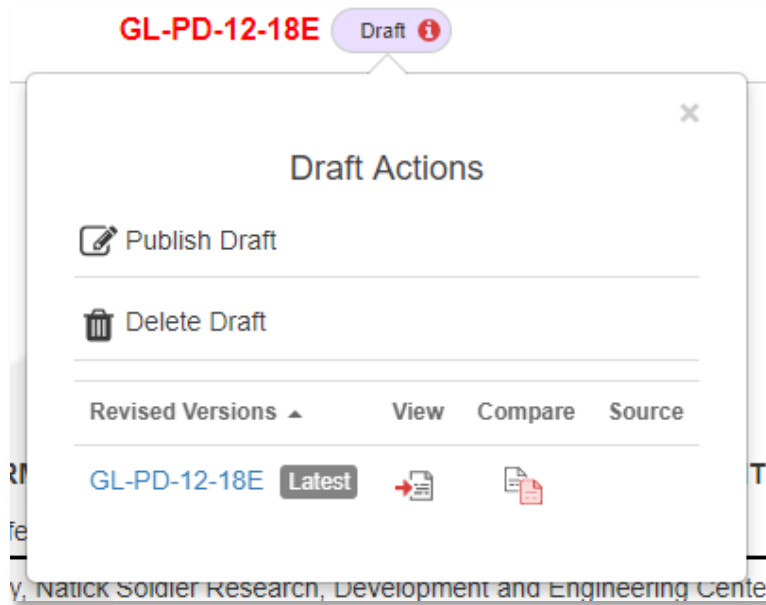 GL-PD-12-18E Draft
×
Draft Actions
Publish Draft
Delete Draft
Revised Versions View Compare Source
GL-PD-12-18E Latest
y, Natick Soldier Research, Development and Engineering Cente